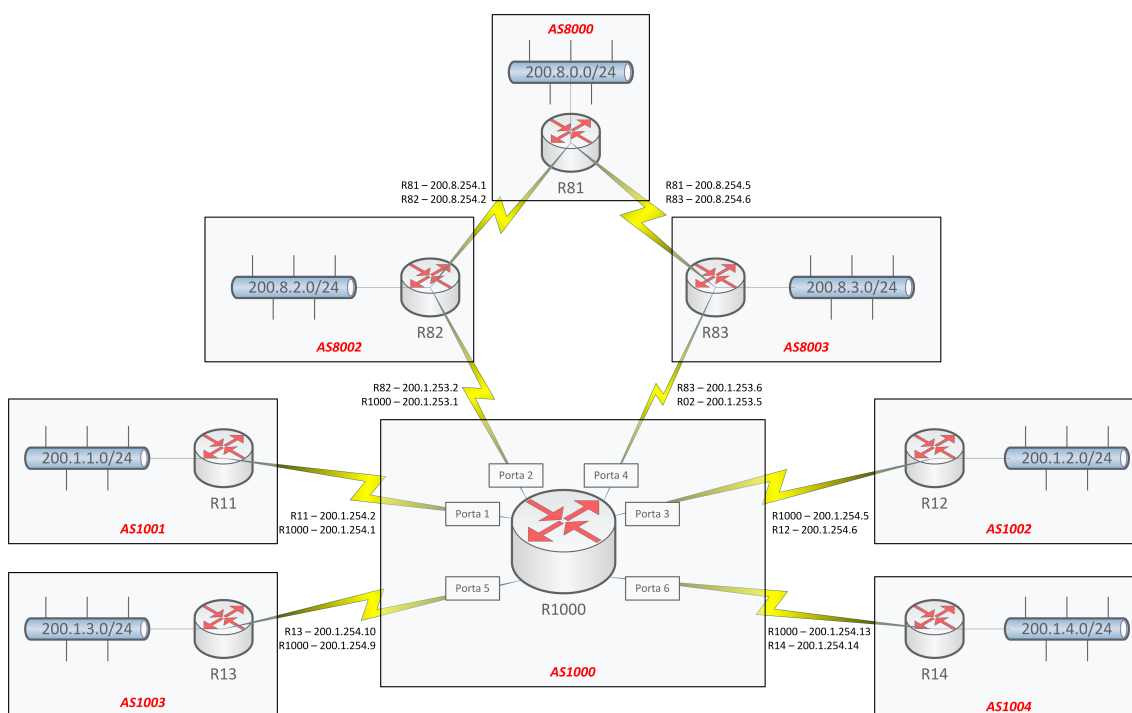 AS8000
200.8.0.0/24
R81
R81 – 200.8.254.1
R82 – 200.8.254.2
R81 – 200.8.254.5
R83 – 200.8.254.6
200.8.2.0/24
R82
AS8002
200.8.3.0/24
R83
AS8003
R82 – 200.1.253.2
R1000 – 200.1.253.1
R83 – 200.1.253.6
R02 – 200.1.253.5
200.1.1.0/24
R11
AS1001
R11 – 200.1.254.2
R1000 – 200.1.254.1
Porta 2
Porta 4
Porta 1
Porta 3
Porta 5
Porta 6
R1000
AS1000
R1000 – 200.1.254.5
R12 – 200.1.254.6
R12
200.1.2.0/24
AS1002
200.1.3.0/24
R13
AS1003
R13 – 200.1.254.10
R1000 – 200.1.254.9
R1000 – 200.1.254.13
R14 – 200.1.254.14
R14
200.1.4.0/24
AS1004